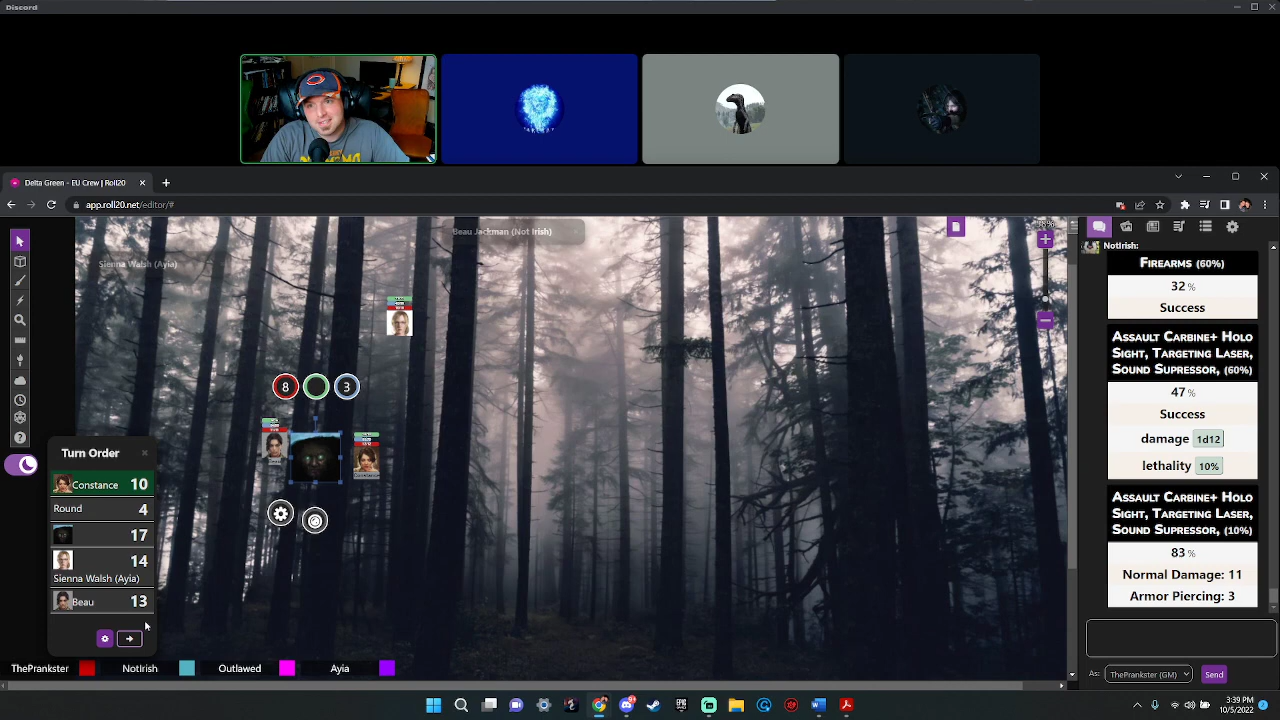 Discord
Delta Green - EU Crew | Roll20
app.roll20.net/editor/#
Beau Jackman (Not Irish)
Sienna Walsh (Ayia)
8
3
Turn Order
Constance 10
Round 4
17
14
Sienna Walsh (Ayia)
Beau 13
ThePrankster
NotIrish
Outlawed
Ayia
NotIrish:
FIREARMS (60%)
32 %
Success
ASSAULT CARBINE+ HOLO
SIGHT, TARGETING LASER,
SOUND SUPRESSOR, (60%)
47 %
Success
damage 1d12
lethality 10%
ASSAULT CARBINE+ HOLO
SIGHT, TARGETING LASER,
SOUND SUPRESSOR, (10%)
83 %
Normal Damage: 11
Armor Piercing: 3
As: ThePrankster (GM)
Send
3:39 PM
10/5/2022